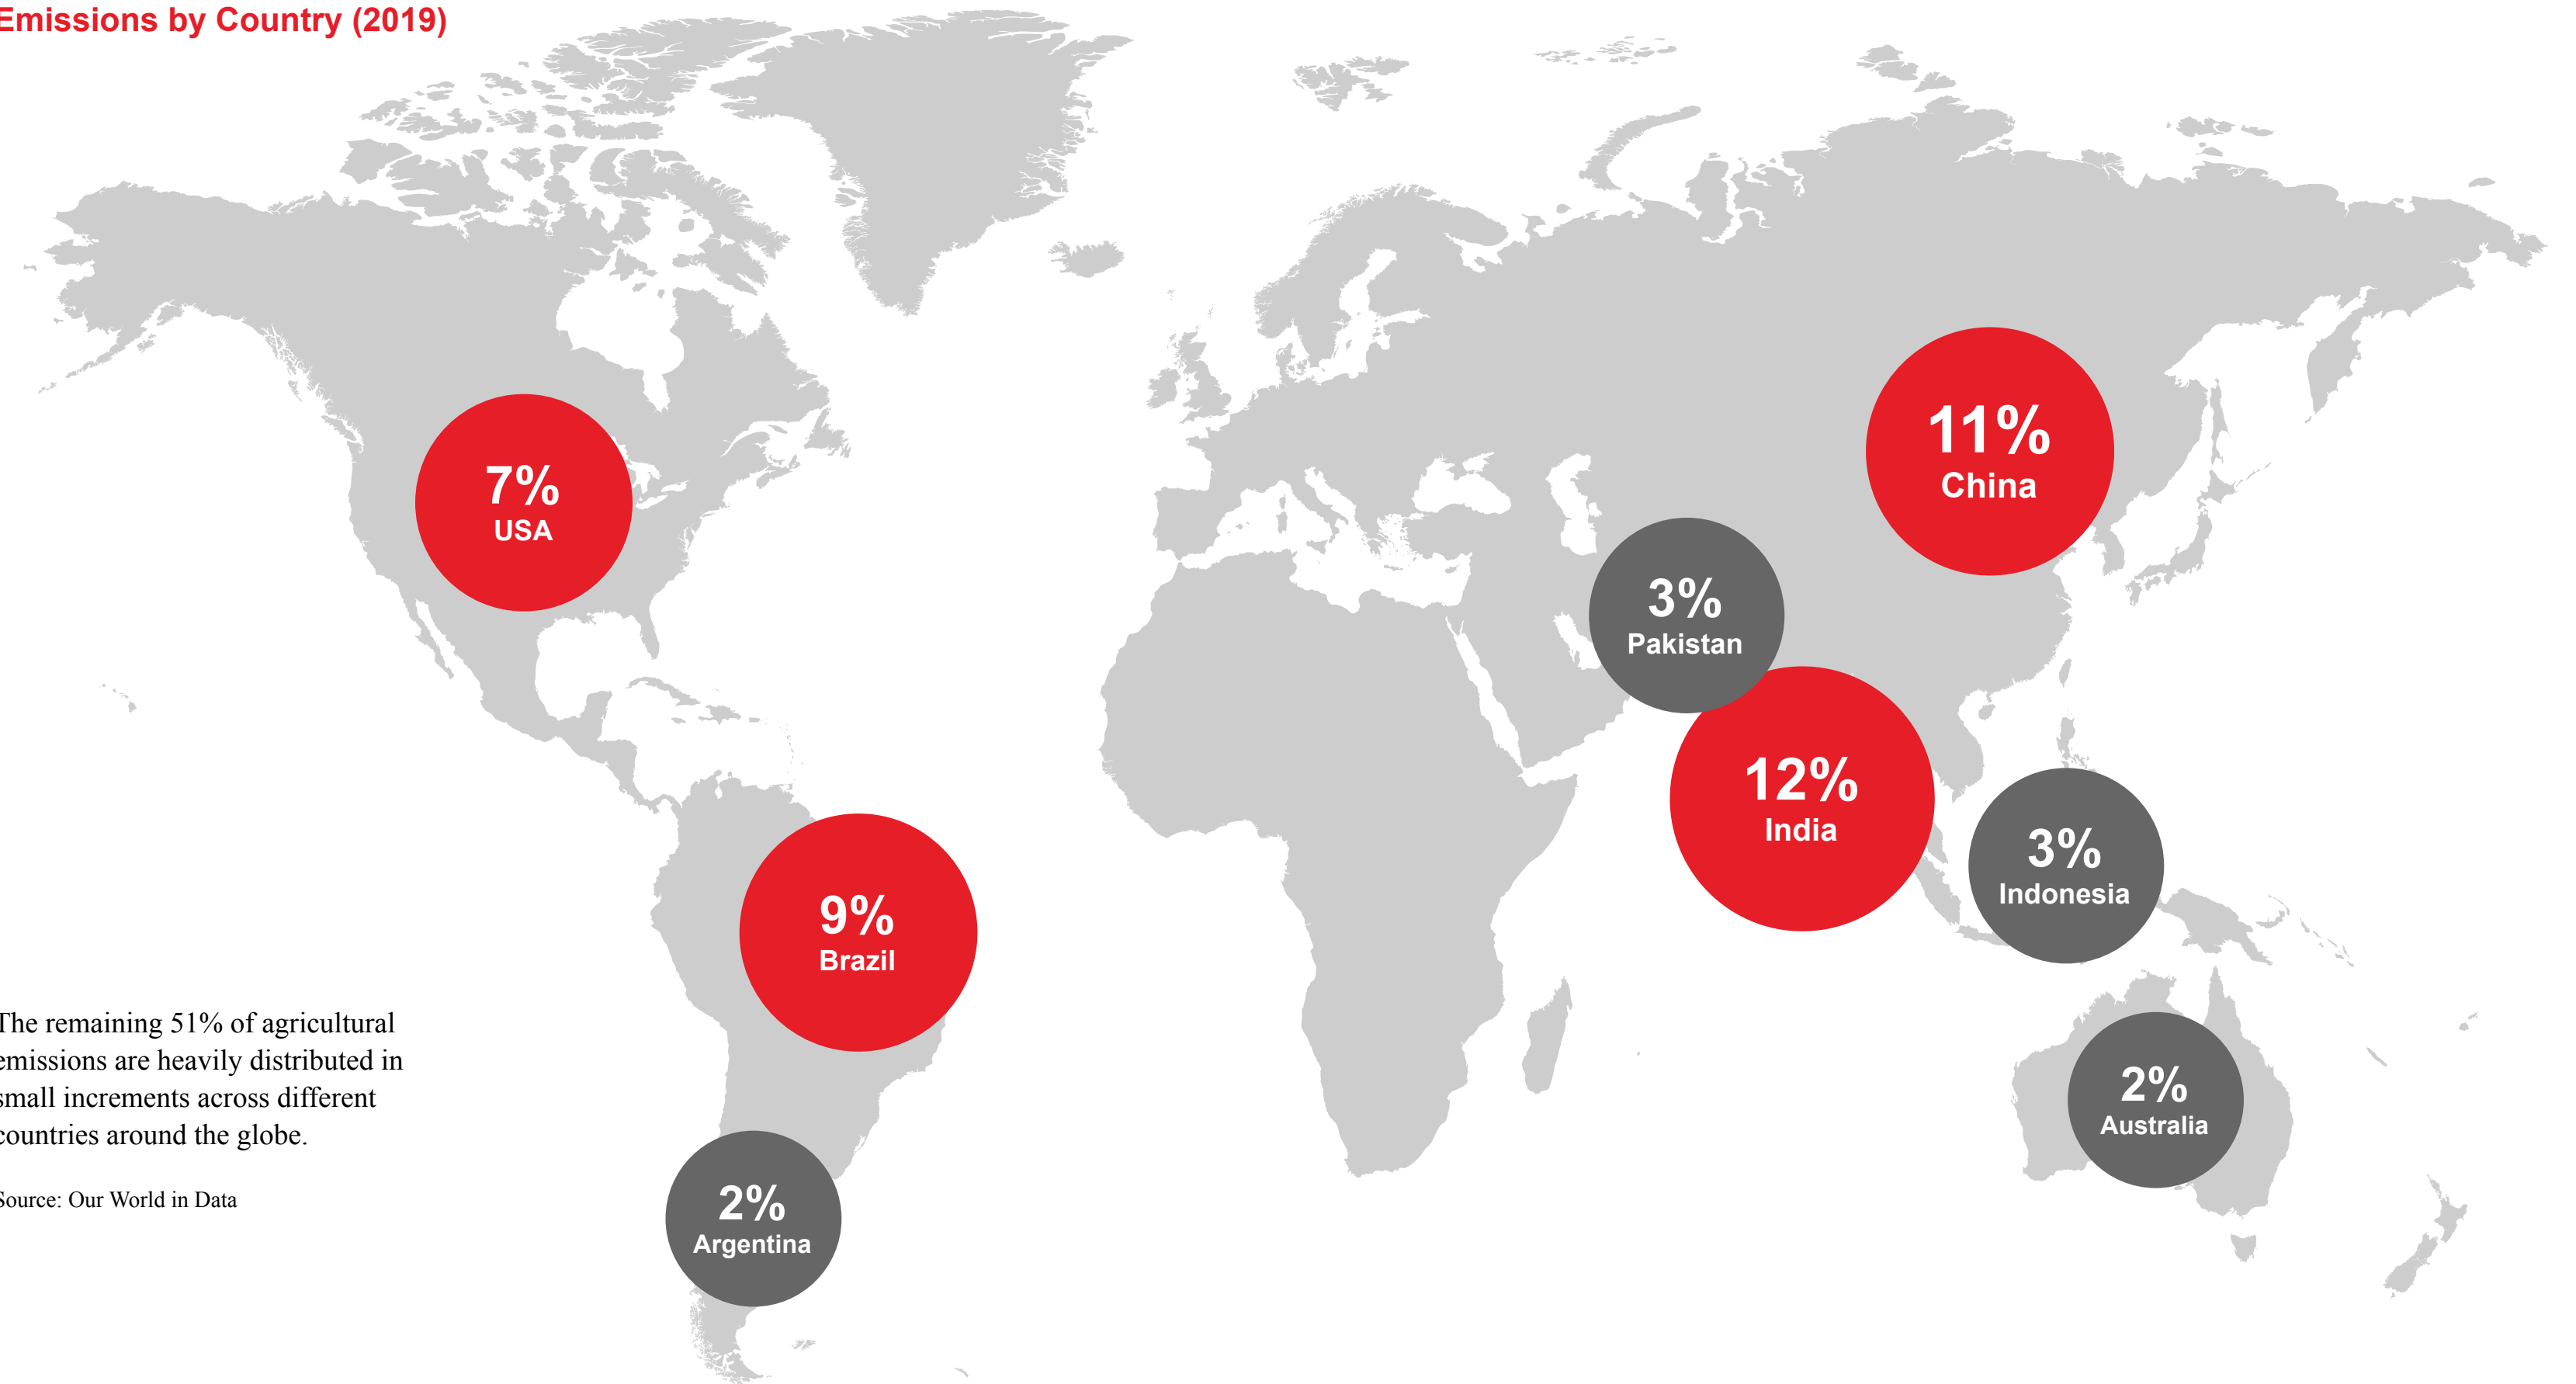 Emissions by Country (2019)
7%
USA
11%
China
3%
Pakistan
12%
India
3%
Indonesia
9%
Brazil
2%
Australia
2%
Argentina
The remaining 51% of agricultural
emissions are heavily distributed in
small increments across different
countries around the globe.
Source: Our World in Data